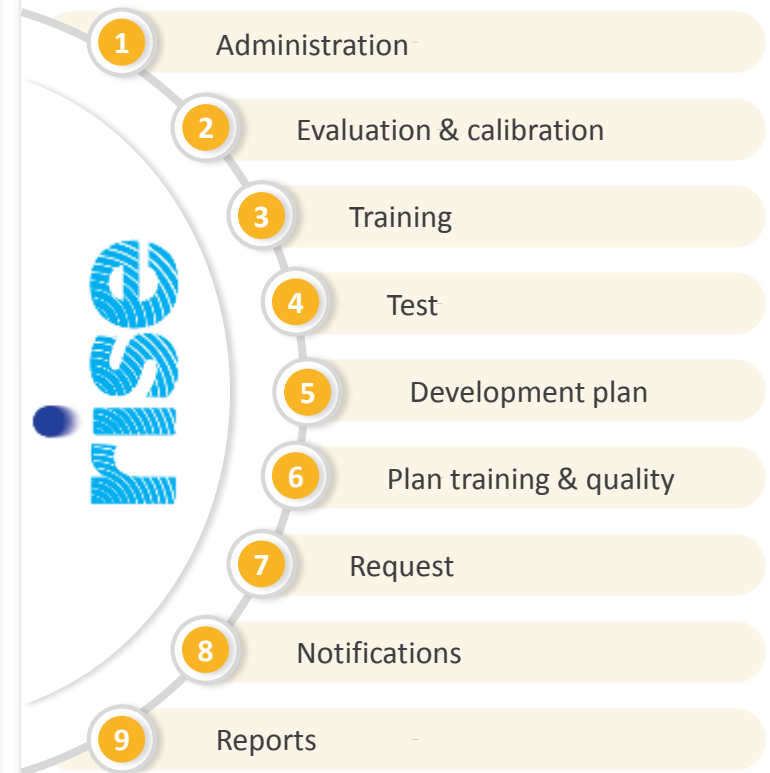 rise
1 Administration
2 Evaluation & calibration
3 Training
4 Test
5 Development plan
6 Plan training & quality
7 Request
8 Notifications
9 Reports